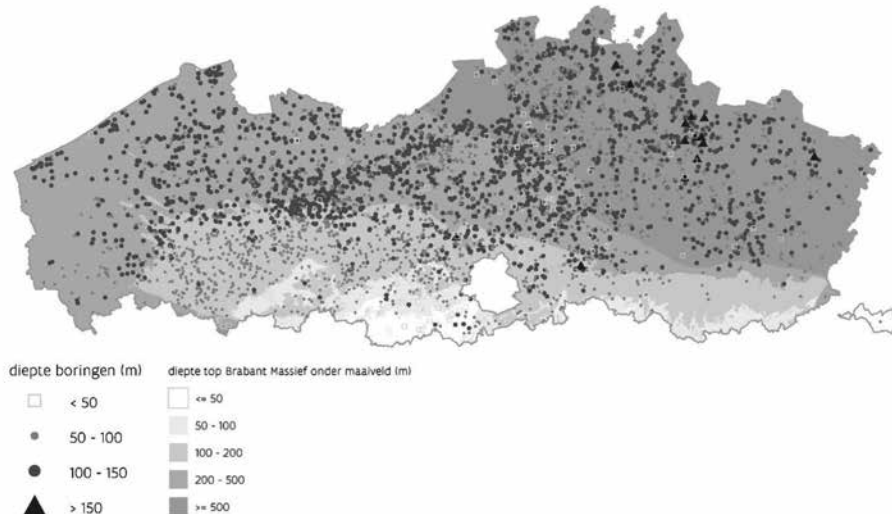 diepte boringen (m)
< 50
50 - 100
100 - 150
> 150
diepte top Brabant Massief onder maaiveld (m)
<= 50
50 - 100
100 - 200
200 - 500
>= 500